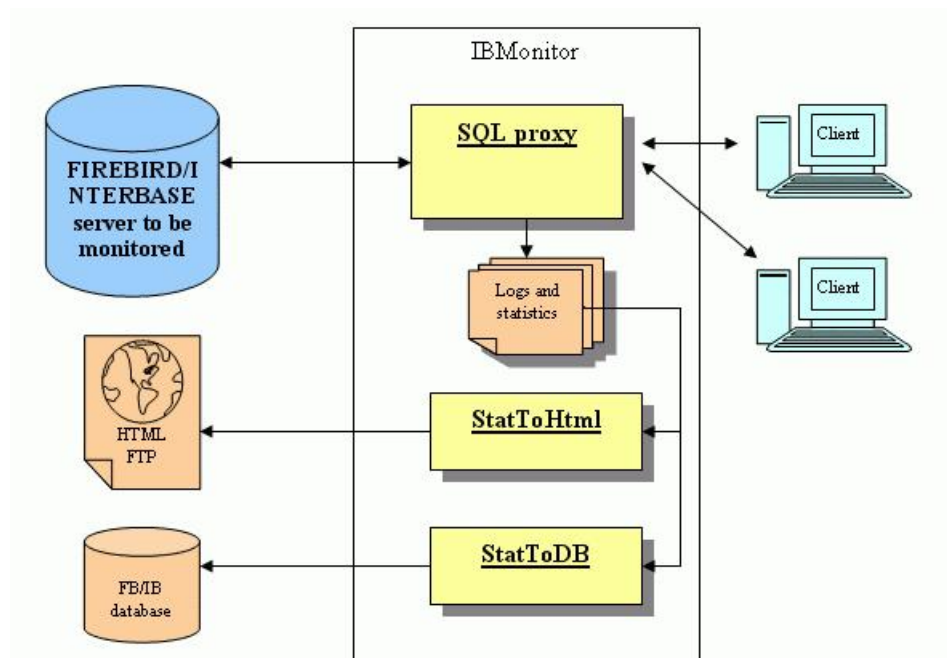 IBMonitor
SQL proxy
FIREBIRD/I
NTERBASE
server to be
monitored
Client
Client
Logs and
statistics
StatToHtml
HTML
FTP
StatToDB
FB/IB
database